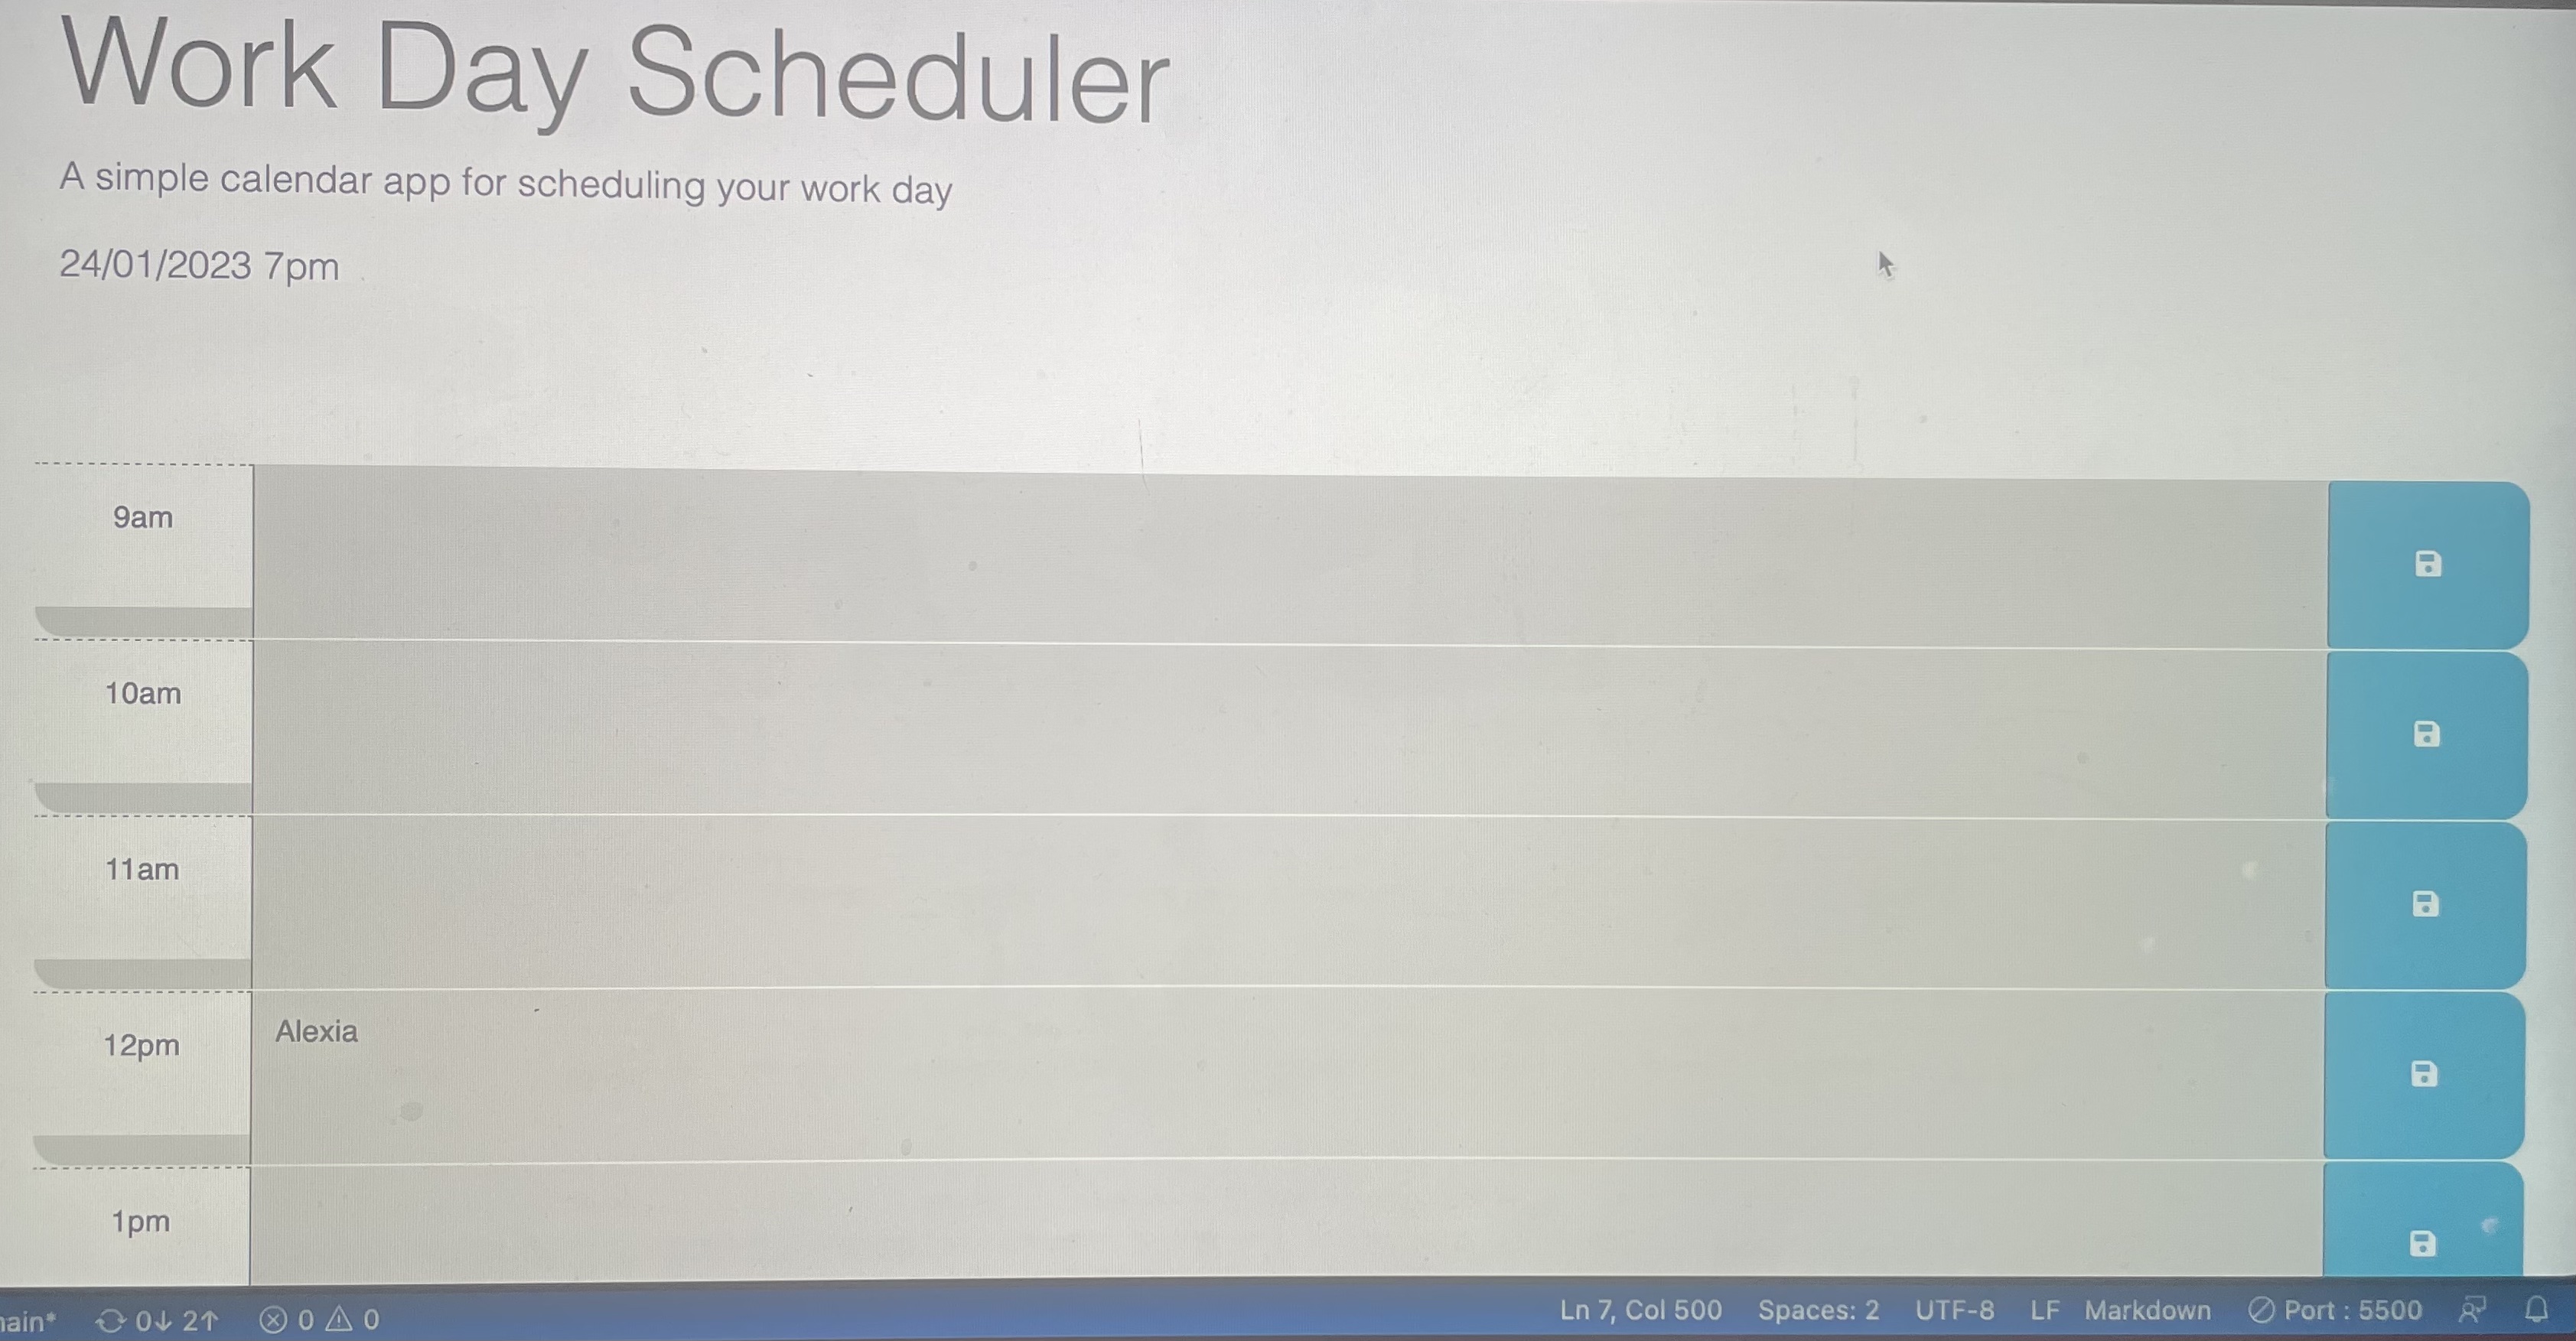 Work Day Scheduler
A simple calendar app for scheduling your work day
24/01/2023 7pm
9am
10am
11am
12pm
Alexia
1pm
ain* 0↓ 2↑ 0 0 Ln 7, Col 500 Spaces: 2 UTF-8 LF Markdown Port : 5500